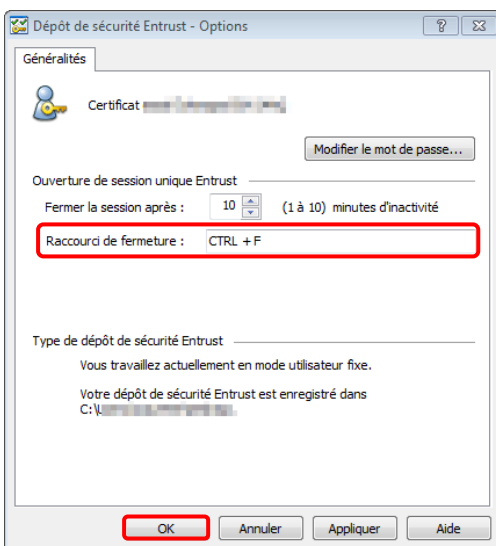 Dépôt de sécurité Entrust - Options
Généralités
Certificat
Modifier le mot de passe...
Ouverture de session unique Entrust
Fermer la session après : 10 (1 à 10) minutes d'inactivité
Raccourci de fermeture : CTRL + F
Type de dépôt de sécurité Entrust
Vous travaillez actuellement en mode utilisateur fixe.
Votre dépôt de sécurité Entrust est enregistré dans
C:\
OK Annuler Appliquer Aide